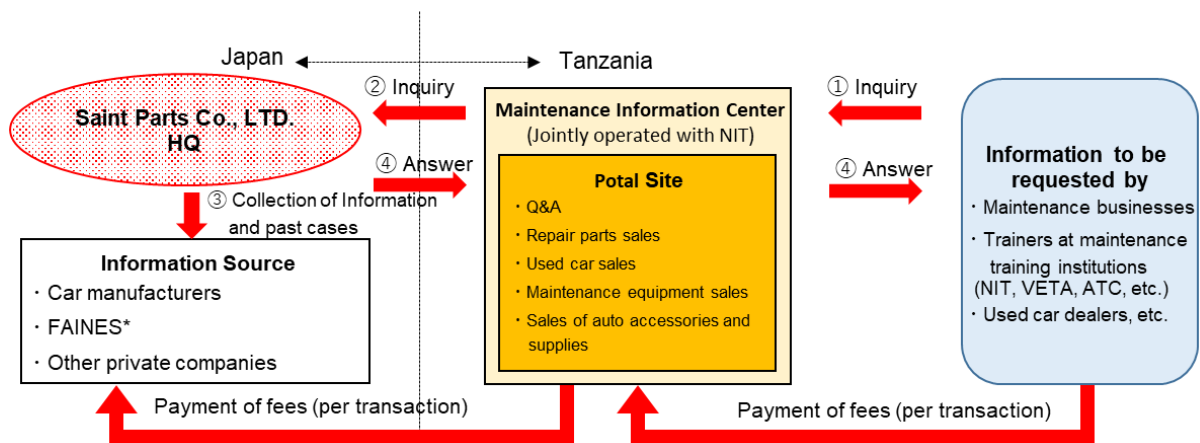 Japan
Tanzania
② Inquiry
① Inquiry
Saint Parts Co., LTD.
HQ
④ Answer
③ Collection of Information
and past cases
Information Source
・Car manufacturers
・FAINES*
・Other private companies
Maintenance Information Center
(Jointly operated with NIT)
Potal Site
・Q&A
・Repair parts sales
・Used car sales
・Maintenance equipment sales
・Sales of auto accessories and
supplies
④ Answer
Information to be
requested by
・Maintenance businesses
・Trainers at maintenance
training institutions
(NIT, VETA, ATC, etc.)
・Used car dealers, etc.
Payment of fees (per transaction)
Payment of fees (per transaction)